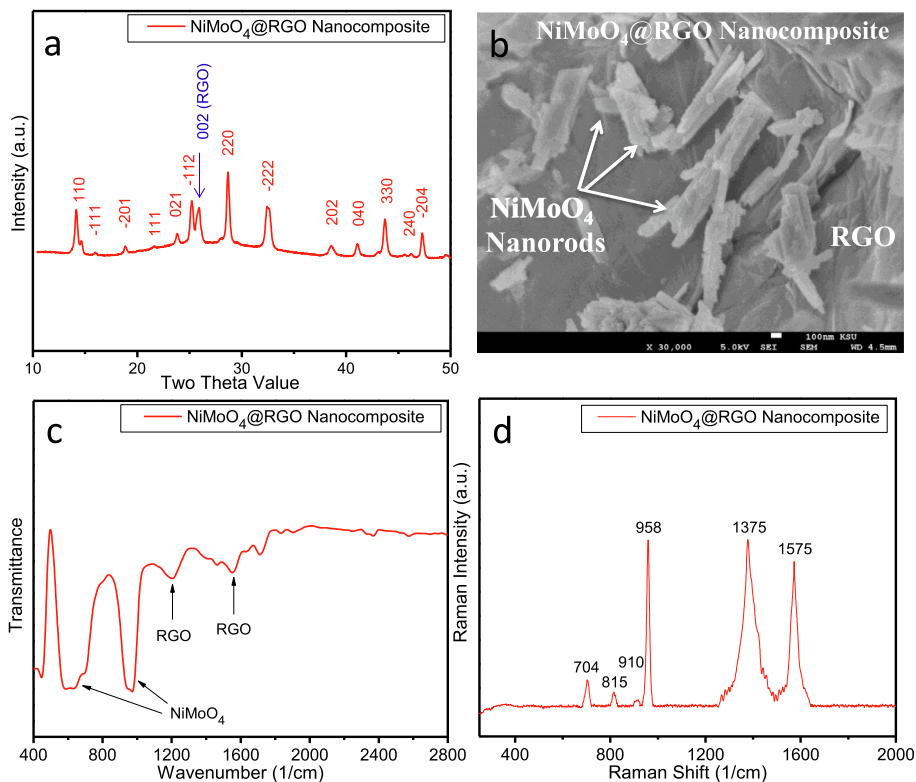 a
NiMoO₄@RGO Nanocomposite
Intensity (a.u.)
110
-111
-201
111
021
-112
002 (RGO)
220
-222
202
040
330
240
-204
10
20
30
40
50
Two Theta Value
b
NiMoO₄@RGO Nanocomposite
NiMoO₄
Nanorods
RGO
100nm KSU
X 30,000 5.0kV SEI SEM WD 4.5mm
c
NiMoO₄@RGO Nanocomposite
Transmittance
RGO
RGO
NiMoO₄
400
800
1200
1600
2000
2400
2800
Wavenumber (1/cm)
d
NiMoO₄@RGO Nanocomposite
Raman Intensity (a.u.)
704
815
910
958
1375
1575
400
800
1200
1600
2000
Raman Shift (1/cm)